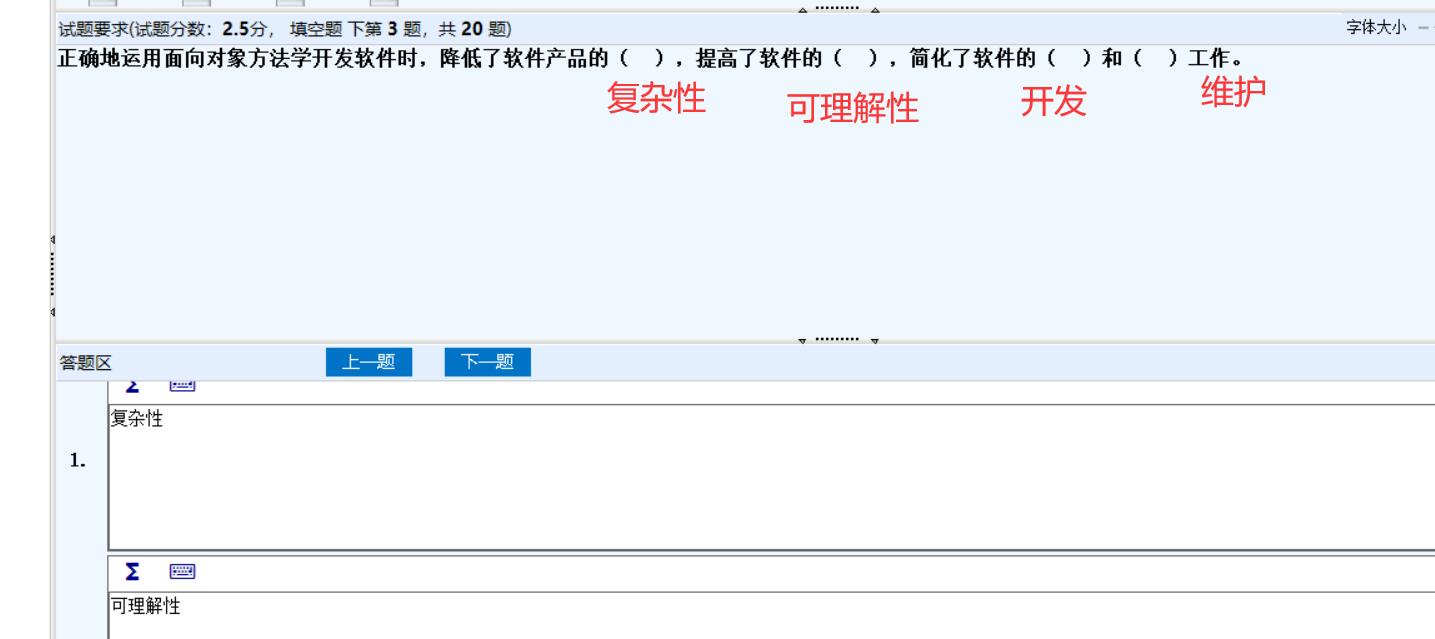 试题要求(试题分数：2.5分， 填空题 下第 3 题，共 20 题)
字体大小
正确地运用面向对象方法学开发软件时，降低了软件产品的（　），提高了软件的（　），简化了软件的（　）和（　）工作。
复杂性 可理解性 开发 维护
答题区 上一题 下一题
Σ
复杂性
1.
Σ
可理解性